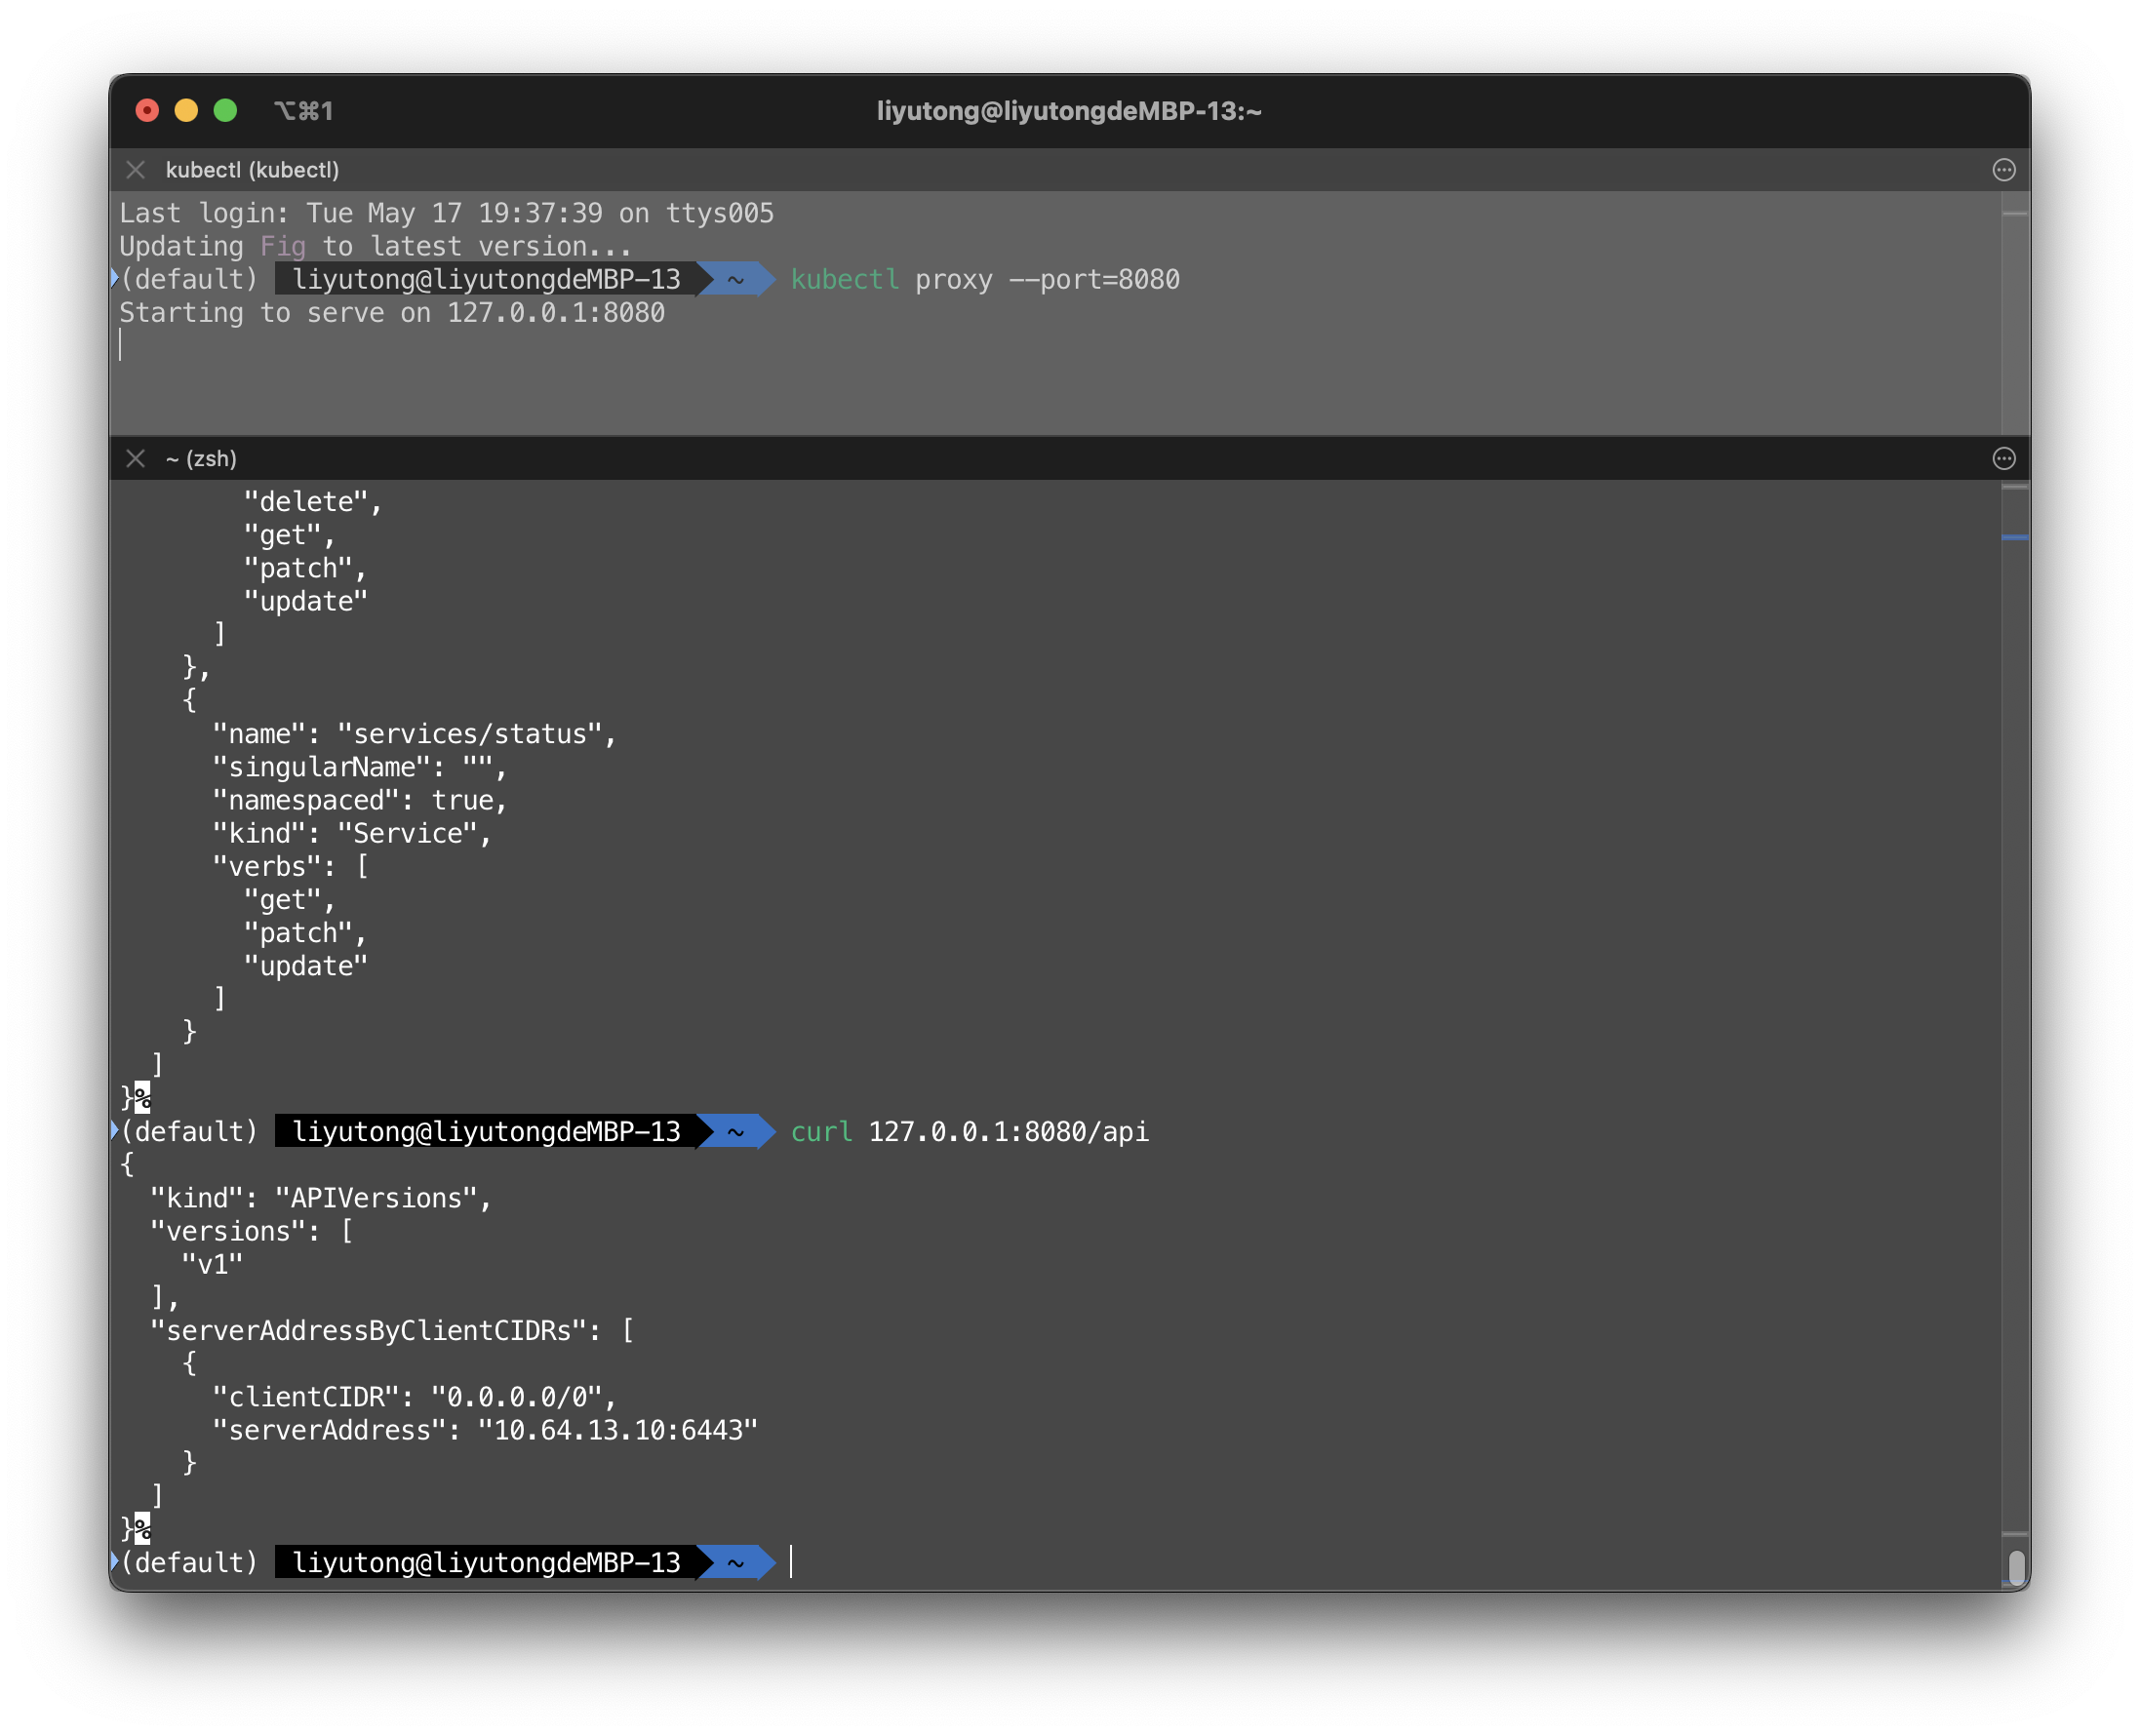 ⌥⌘1 liyutong@liyutongdeMBP-13:~
kubectl (kubectl)
Last login: Tue May 17 19:37:39 on ttys005
Updating Fig to latest version...
(default) liyutong@liyutongdeMBP-13 ~ kubectl proxy --port=8080
Starting to serve on 127.0.0.1:8080
~ (zsh)
        "delete",
        "get",
        "patch",
        "update"
      ]
    },
    {
      "name": "services/status",
      "singularName": "",
      "namespaced": true,
      "kind": "Service",
      "verbs": [
        "get",
        "patch",
        "update"
      ]
    }
  ]
}%
(default) liyutong@liyutongdeMBP-13 ~ curl 127.0.0.1:8080/api
{
  "kind": "APIVersions",
  "versions": [
    "v1"
  ],
  "serverAddressByClientCIDRs": [
    {
      "clientCIDR": "0.0.0.0/0",
      "serverAddress": "10.64.13.10:6443"
    }
  ]
}%
(default) liyutong@liyutongdeMBP-13 ~